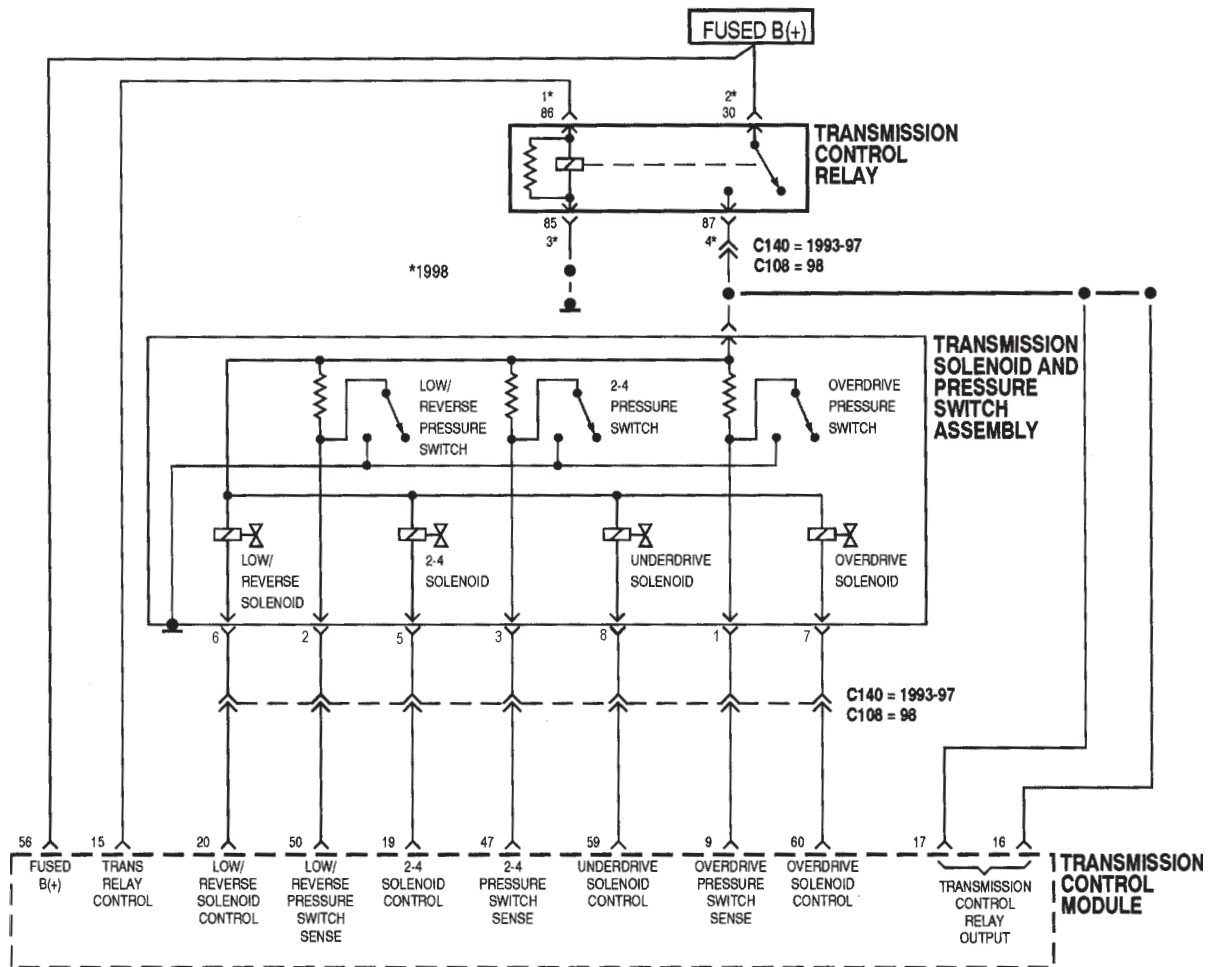 FUSED B(+)
1*
86
2*
30
TRANSMISSION
CONTROL
RELAY
85
3*
87
4*
C140 = 1993-97
C108 = 98
*1998
TRANSMISSION
SOLENOID AND
PRESSURE
SWITCH
ASSEMBLY
LOW/
REVERSE
PRESSURE
SWITCH
2-4
PRESSURE
SWITCH
OVERDRIVE
PRESSURE
SWITCH
LOW/
REVERSE
SOLENOID
2-4
SOLENOID
UNDERDRIVE
SOLENOID
OVERDRIVE
SOLENOID
6
2
5
3
8
1
7
C140 = 1993-97
C108 = 98
56
15
20
50
19
47
59
9
60
17
16
FUSED
B(+)
TRANS
RELAY
CONTROL
LOW/
REVERSE
SOLENOID
CONTROL
LOW/
REVERSE
PRESSURE
SWITCH
SENSE
2-4
SOLENOID
CONTROL
2-4
PRESSURE
SWITCH
SENSE
UNDERDRIVE
SOLENOID
CONTROL
OVERDRIVE
PRESSURE
SWITCH
SENSE
OVERDRIVE
SOLENOID
CONTROL
TRANSMISSION
CONTROL
RELAY
OUTPUT
TRANSMISSION
CONTROL
MODULE